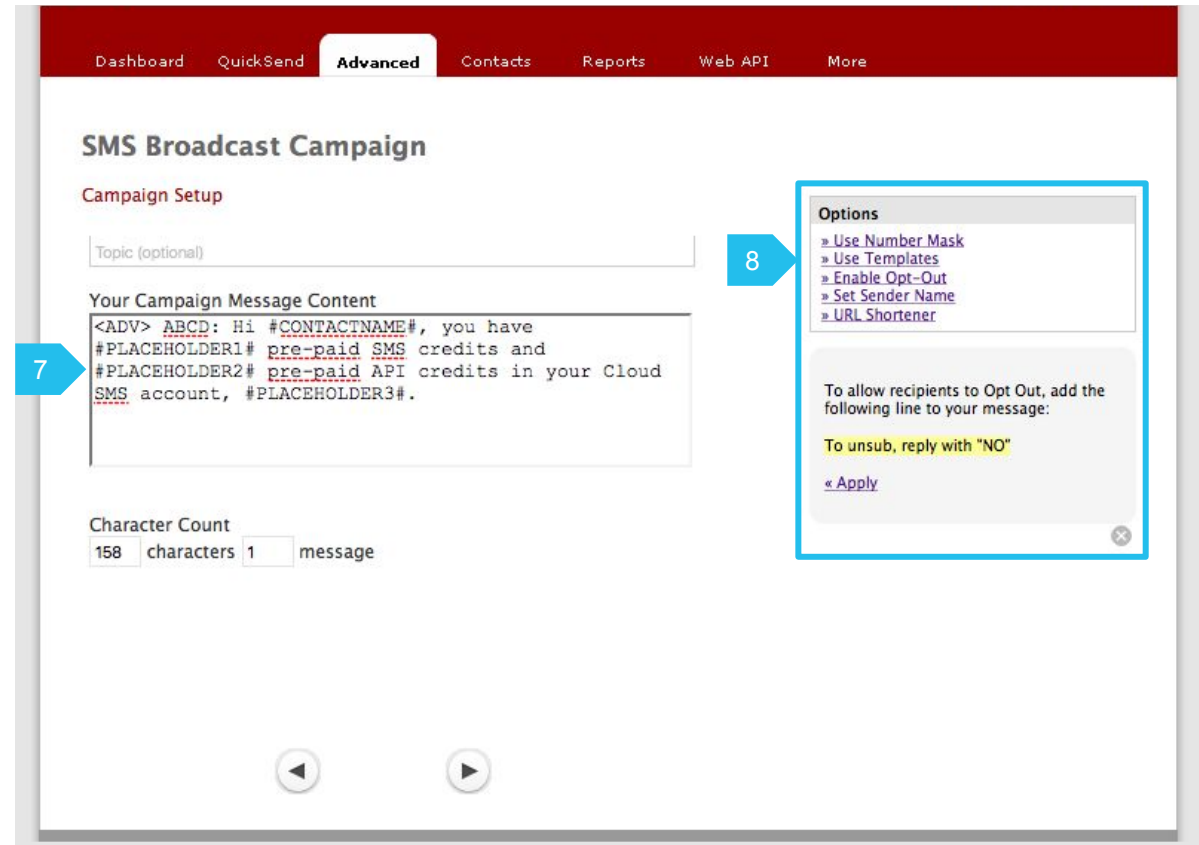 Dashboard QuickSend Advanced Contacts Reports Web API More
SMS Broadcast Campaign
Campaign Setup
Topic (optional)
Your Campaign Message Content
<ADV> ABCD: Hi #CONTACTNAME#, you have
#PLACEHOLDER1# pre-paid SMS credits and
#PLACEHOLDER2# pre-paid API credits in your Cloud
SMS account, #PLACEHOLDER3#.
7
Character Count
158 characters 1 message
8
Options
» Use Number Mask
» Use Templates
» Enable Opt-Out
» Set Sender Name
» URL Shortener
To allow recipients to Opt Out, add the
following line to your message:
To unsub, reply with "NO"
« Apply